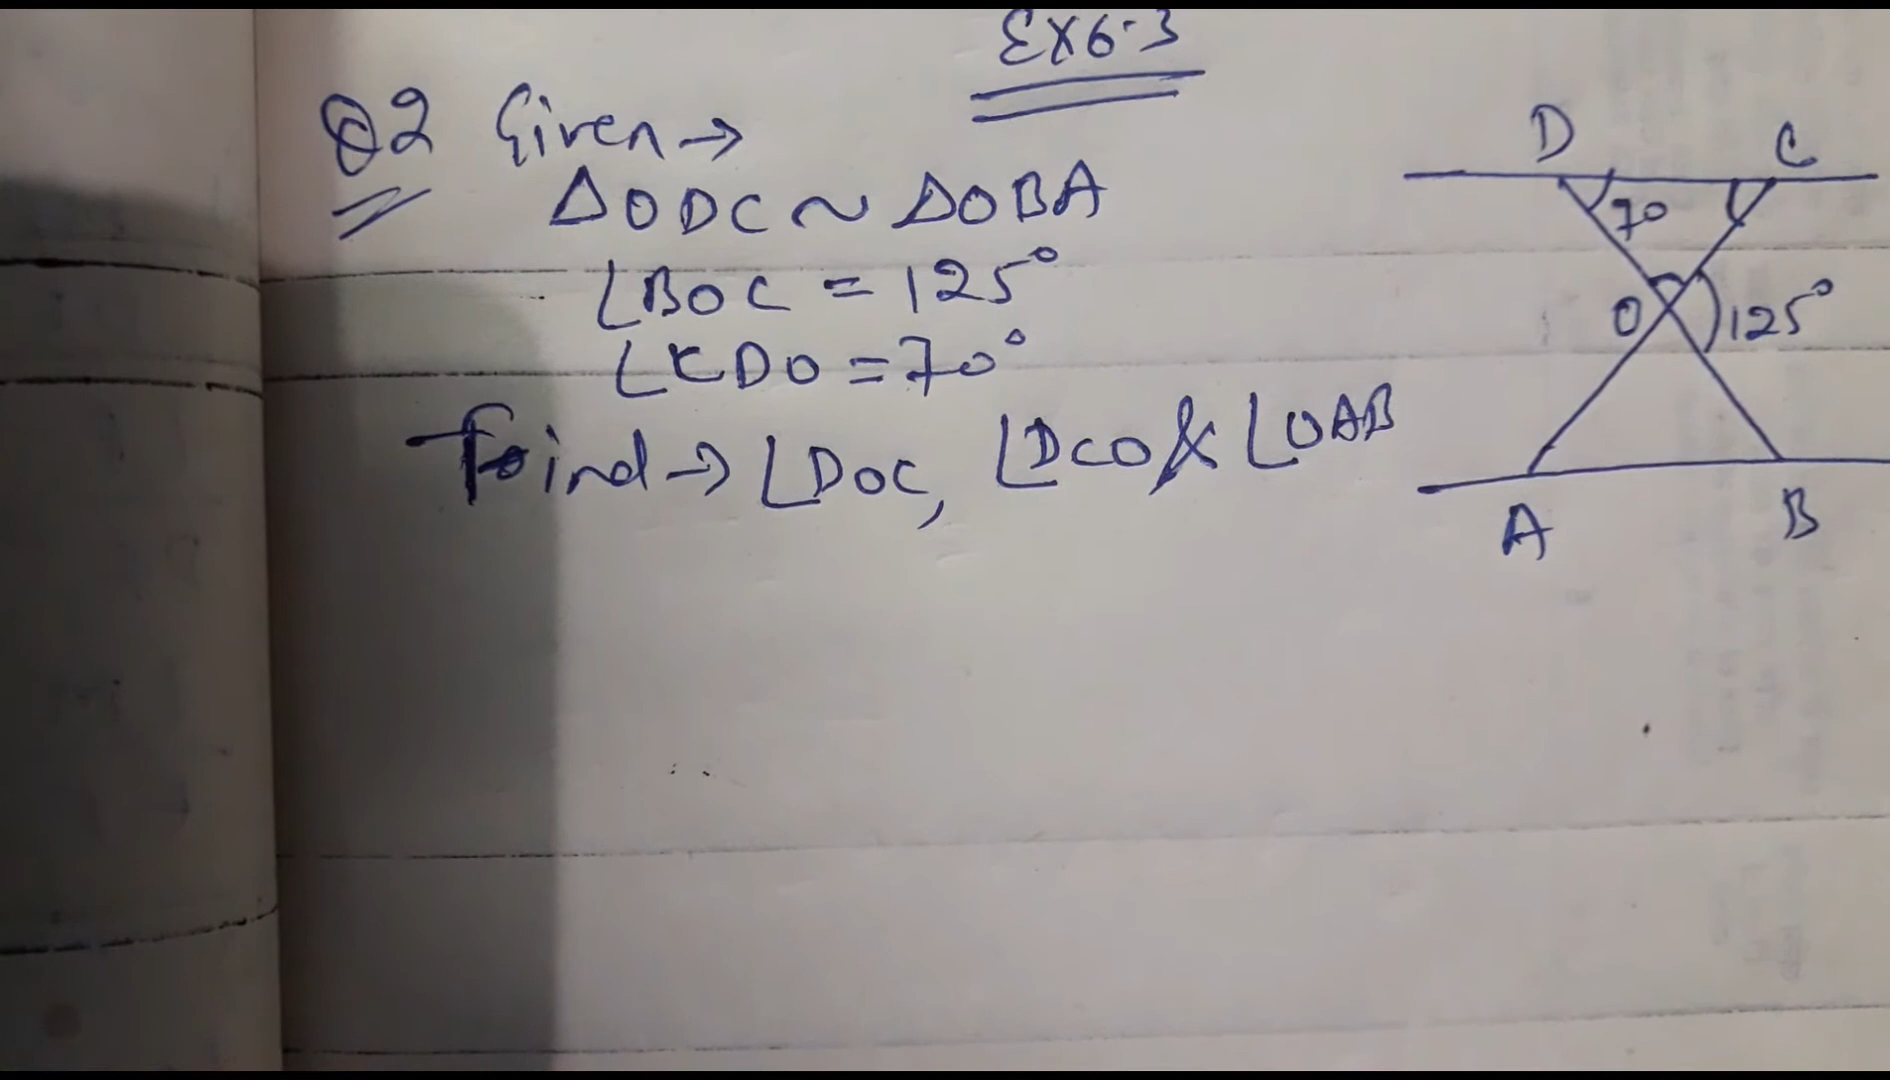 Ex 6.3
Q2 Given →
ΔODC ~ ΔOBA
∠BOC = 125°
∠CDO = 70°
Find → ∠DOC, ∠DCO & ∠OAB
D C
70
O 125°
A B